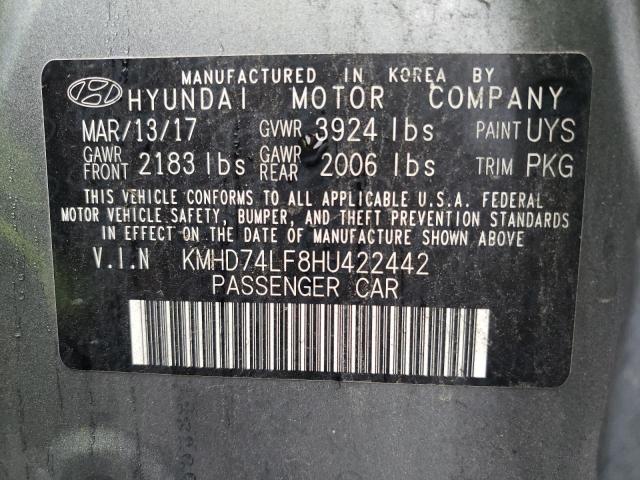 MANUFACTURED IN KOREA BY
HYUNDAI MOTOR COMPANY
MAR/13/17 GVWR 3924 lbs PAINT UYS
GAWR FRONT 2183 lbs GAWR REAR 2006 lbs TRIM PKG
THIS VEHICLE CONFORMS TO ALL APPLICABLE U.S.A. FEDERAL
MOTOR VEHICLE SAFETY, BUMPER, AND THEFT PREVENTION STANDARDS
IN EFFECT ON THE DATE OF MANUFACTURE SHOWN ABOVE
V.I.N KMHD74LF8HU422442
PASSENGER CAR